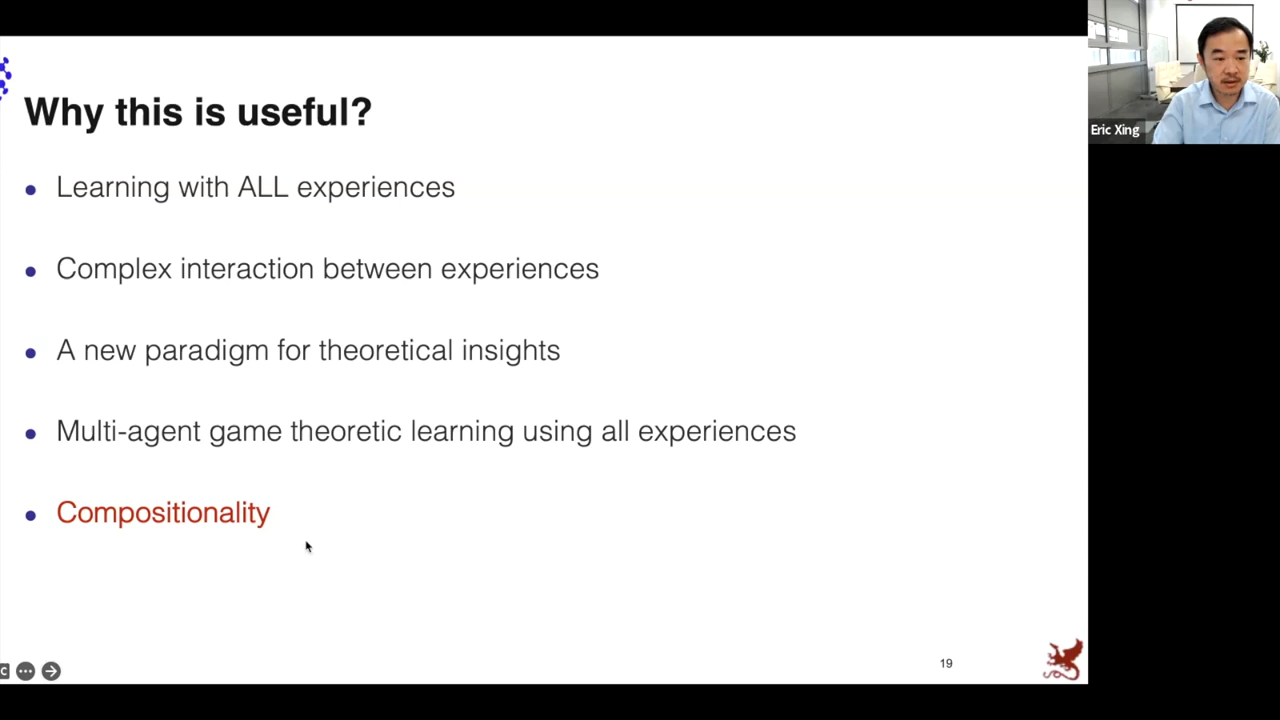 Why this is useful?
Learning with ALL experiences
Complex interaction between experiences
A new paradigm for theoretical insights
Multi-agent game theoretic learning using all experiences
Compositionality
19
Eric Xing